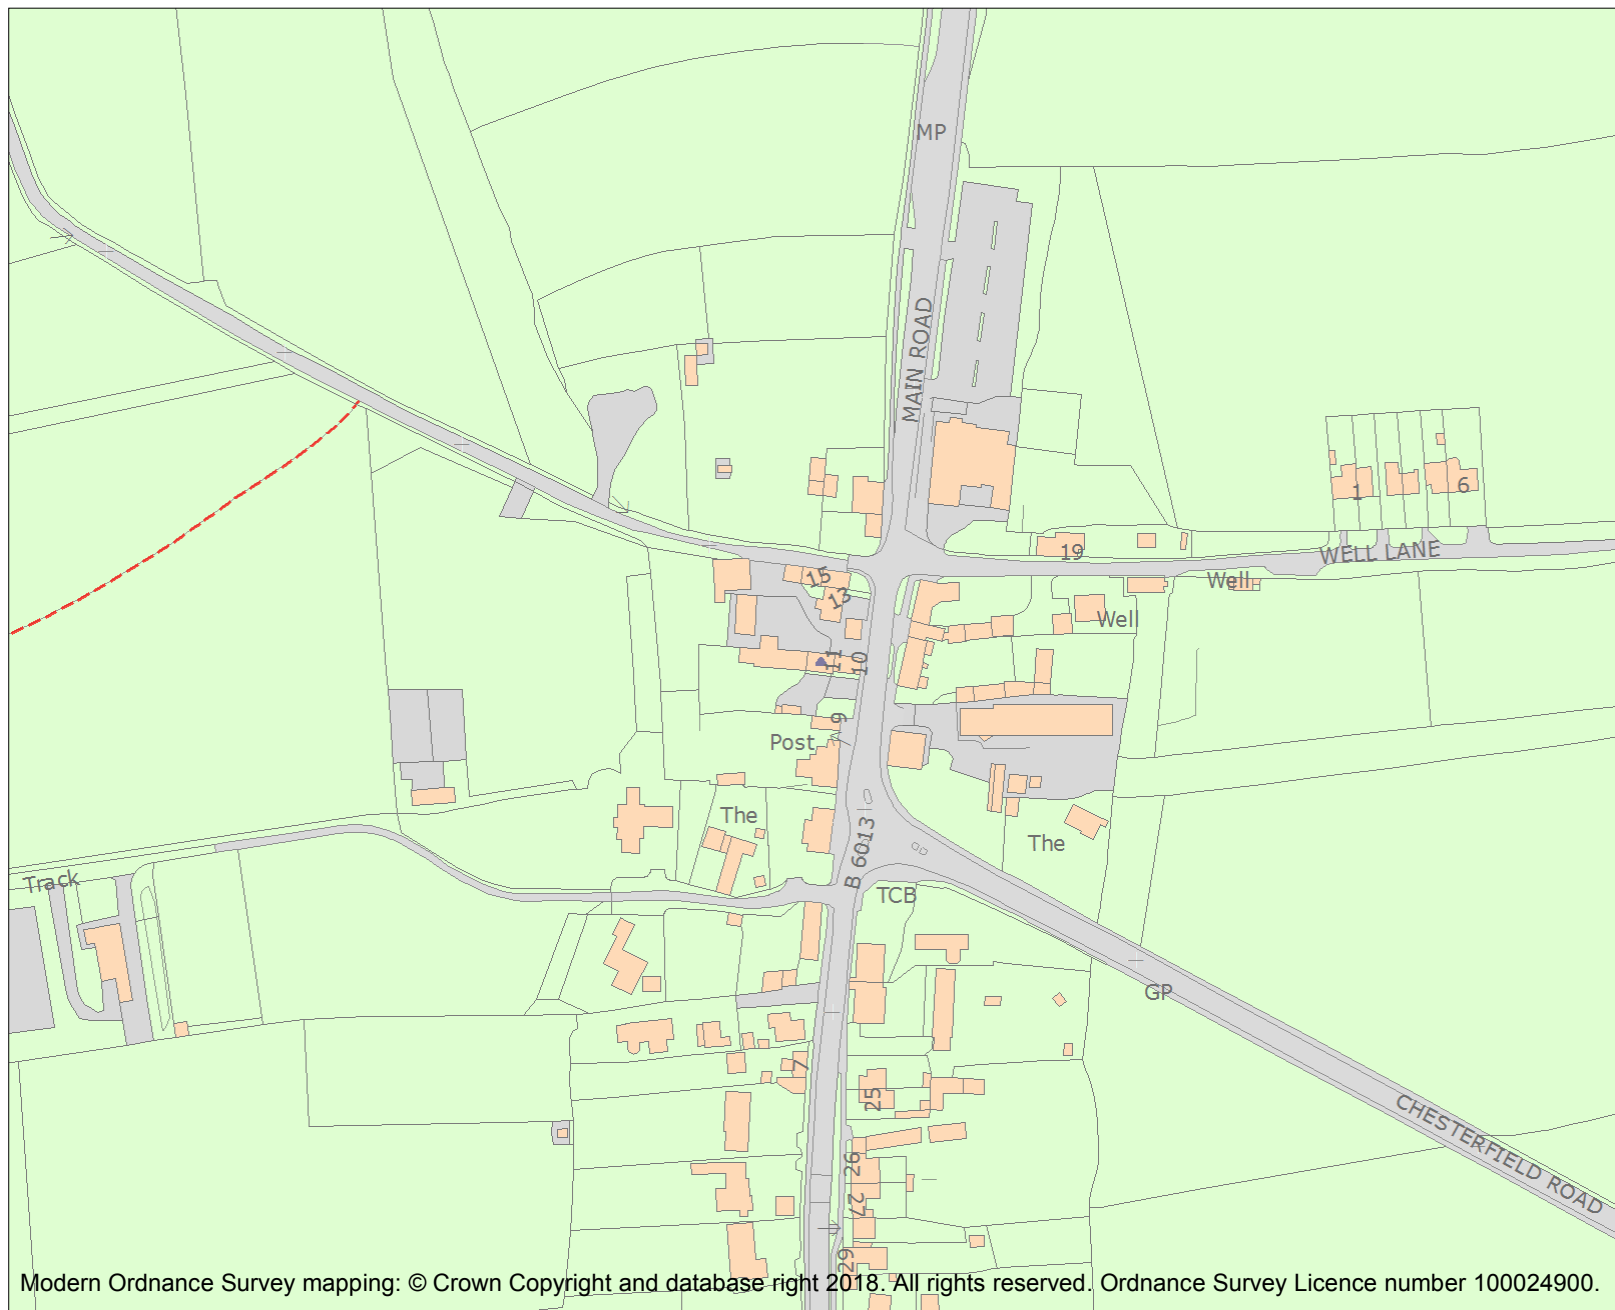 MP
MAIN ROAD
1
6
19
WELL LANE
15
Well
13
Well
11
10
9
Post
The
B 6013
The
Track
TCB
GP
7
25
CHESTERFIELD ROAD
26
27
29
Modern Ordnance Survey mapping: © Crown Copyright and database right 2018. All rights reserved. Ordnance Survey Licence number 100024900.